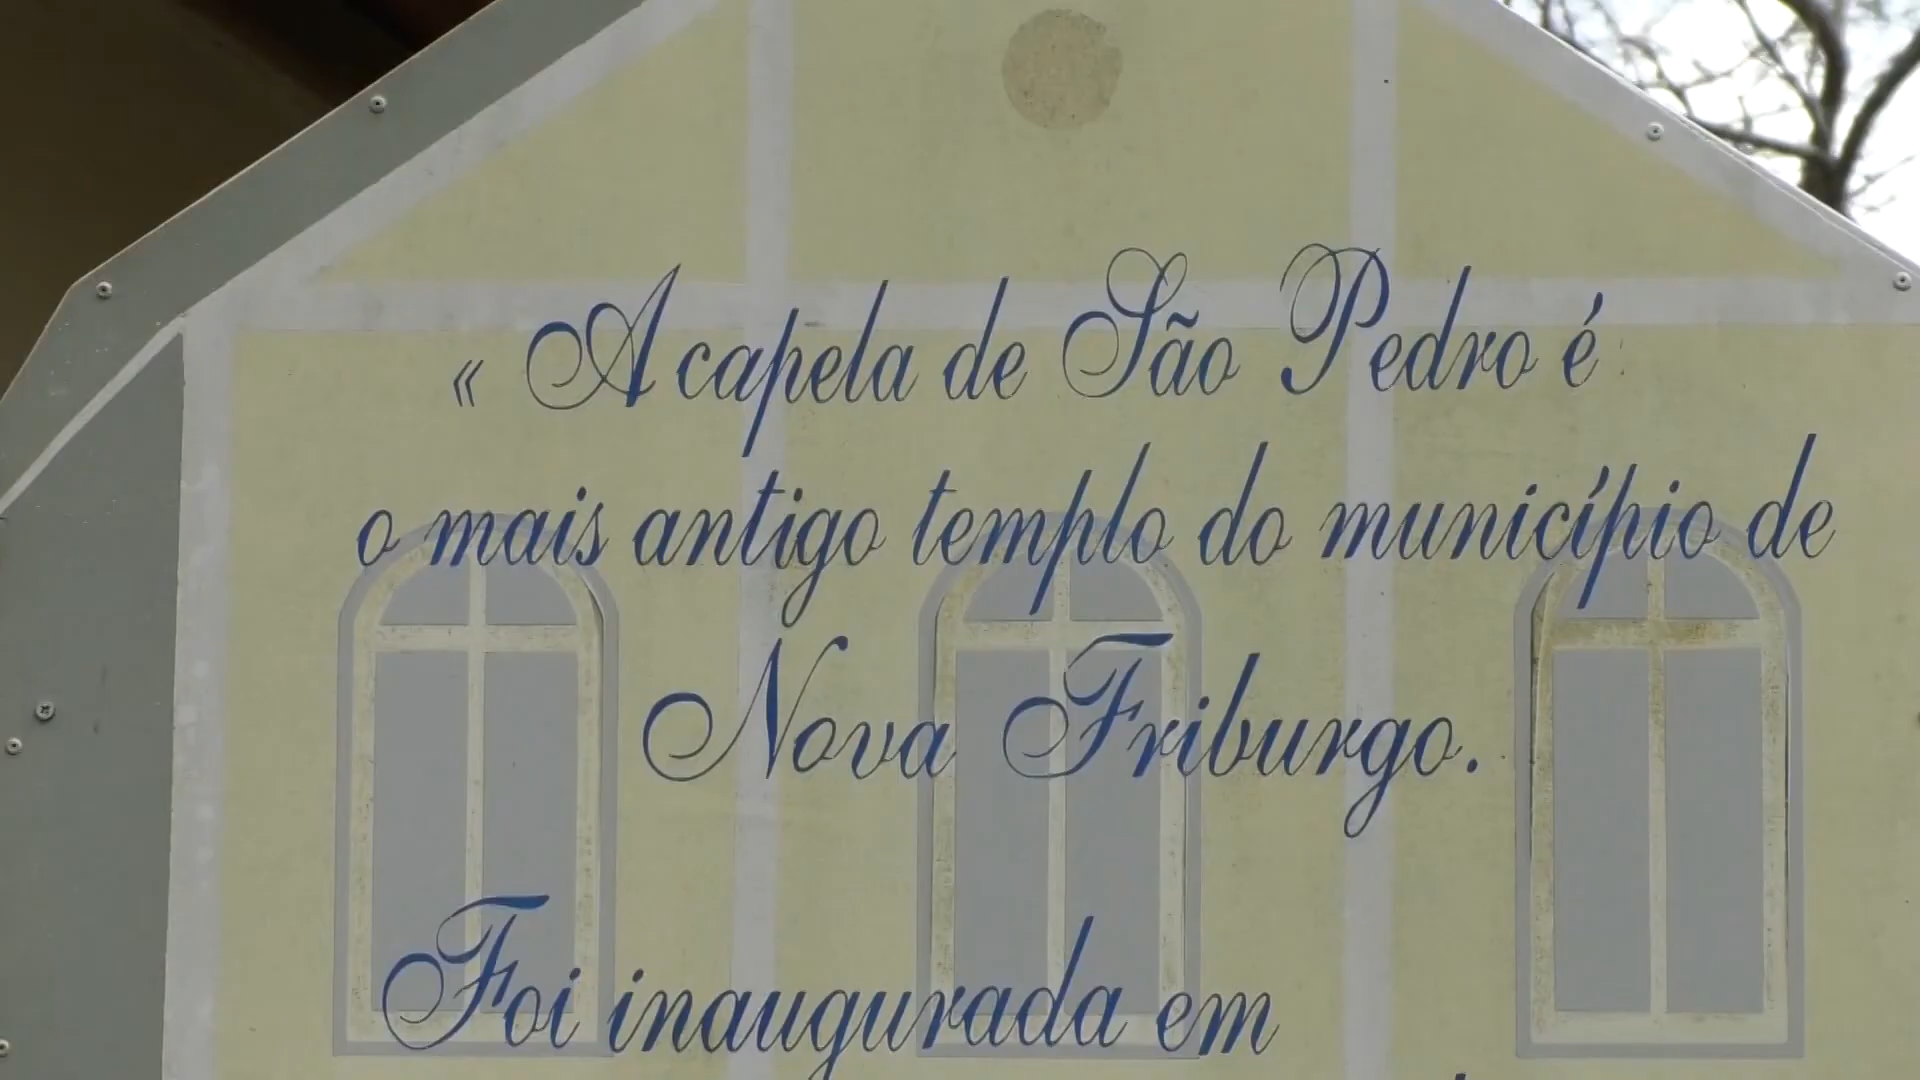 « A capela de São Pedro é
o mais antigo templo do município de
Nova Friburgo.
Foi inaugurada em